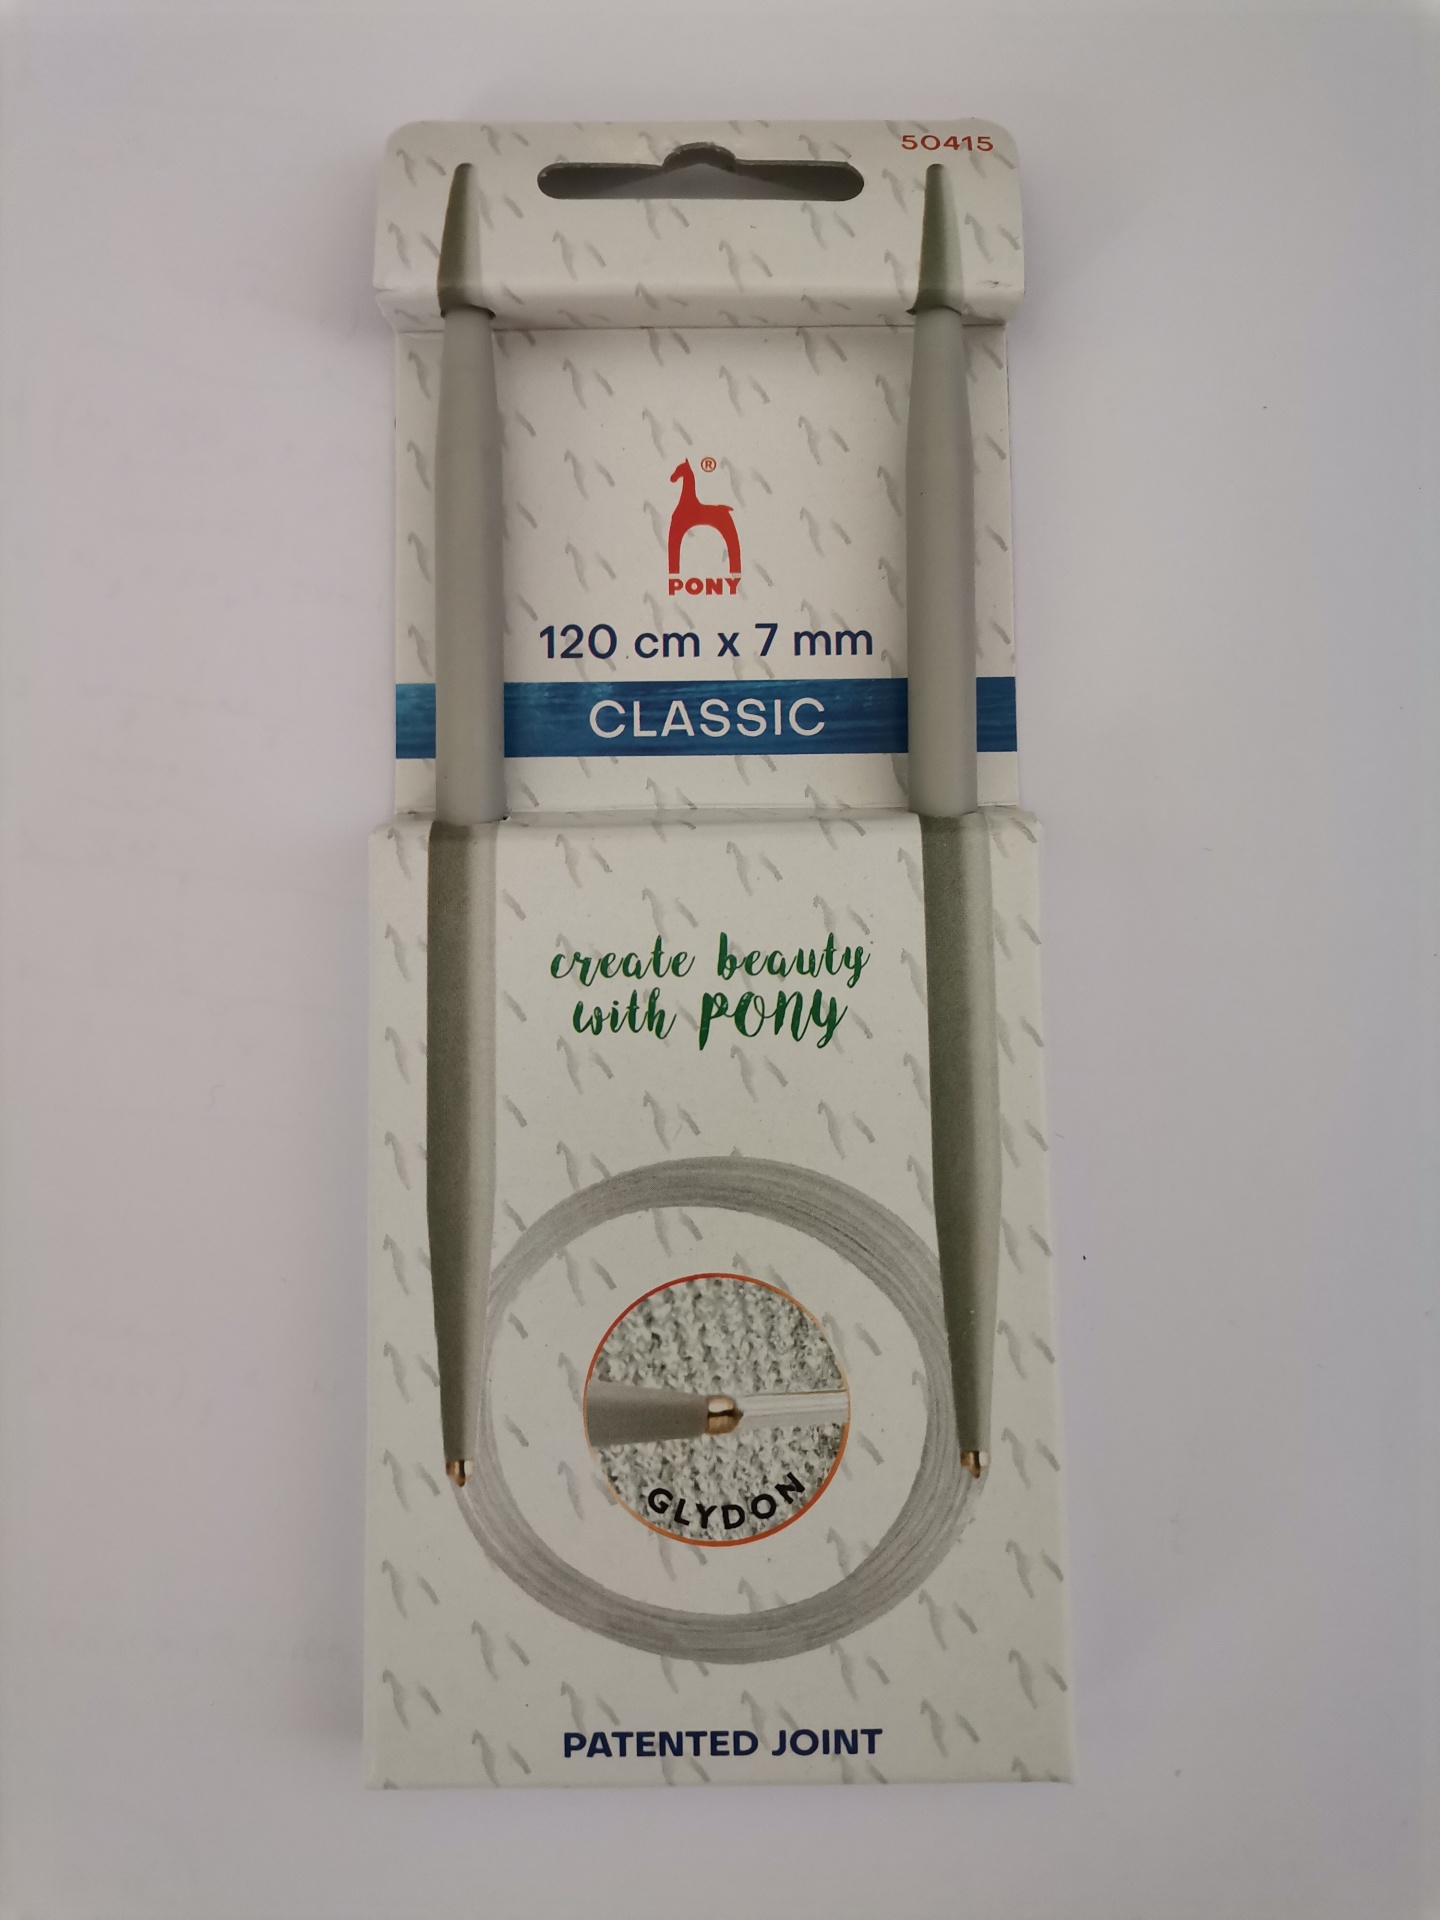 50415
®
PONY
120 cm x 7 mm
CLASSIC
create beauty
with PONY
GLYDON
PATENTED JOINT